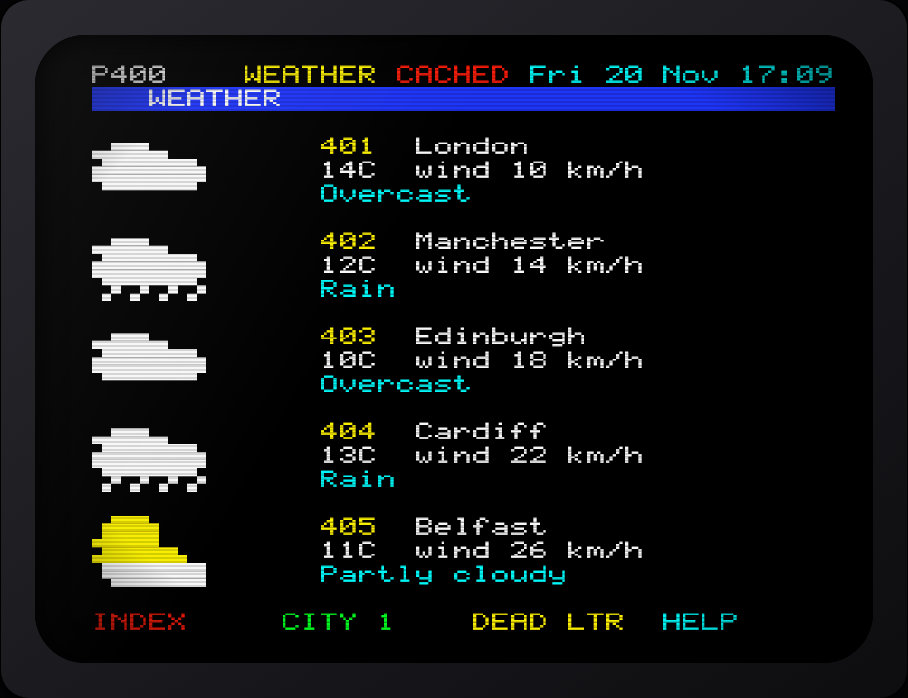 P400 WEATHER CACHED Fri 20 Nov 17:09
WEATHER
401 London
14C wind 10 km/h
Overcast
402 Manchester
12C wind 14 km/h
Rain
403 Edinburgh
10C wind 18 km/h
Overcast
404 Cardiff
13C wind 22 km/h
Rain
405 Belfast
11C wind 26 km/h
Partly cloudy
INDEX CITY 1 DEAD LTR HELP